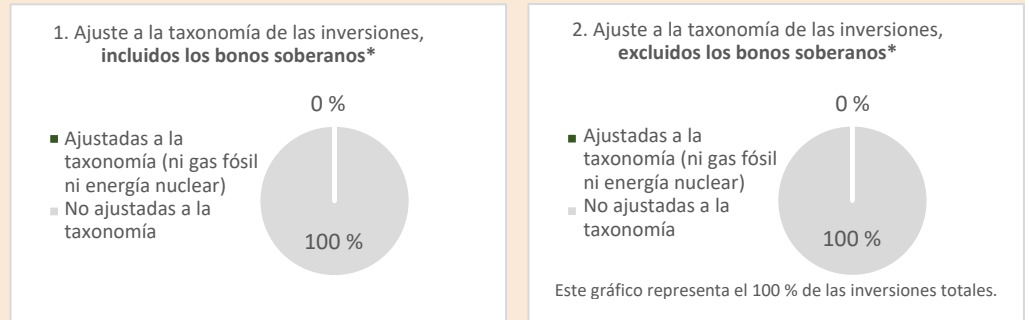 1. Ajuste a la taxonomía de las inversiones,
incluidos los bonos soberanos*
0 %
Ajustadas a la
taxonomía (ni gas fósil
ni energía nuclear)
No ajustadas a la
taxonomía
100 %
2. Ajuste a la taxonomía de las inversiones,
excluidos los bonos soberanos*
0 %
Ajustadas a la
taxonomía (ni gas fósil
ni energía nuclear)
No ajustadas a la
taxonomía
100 %
Este gráfico representa el 100 % de las inversiones totales.